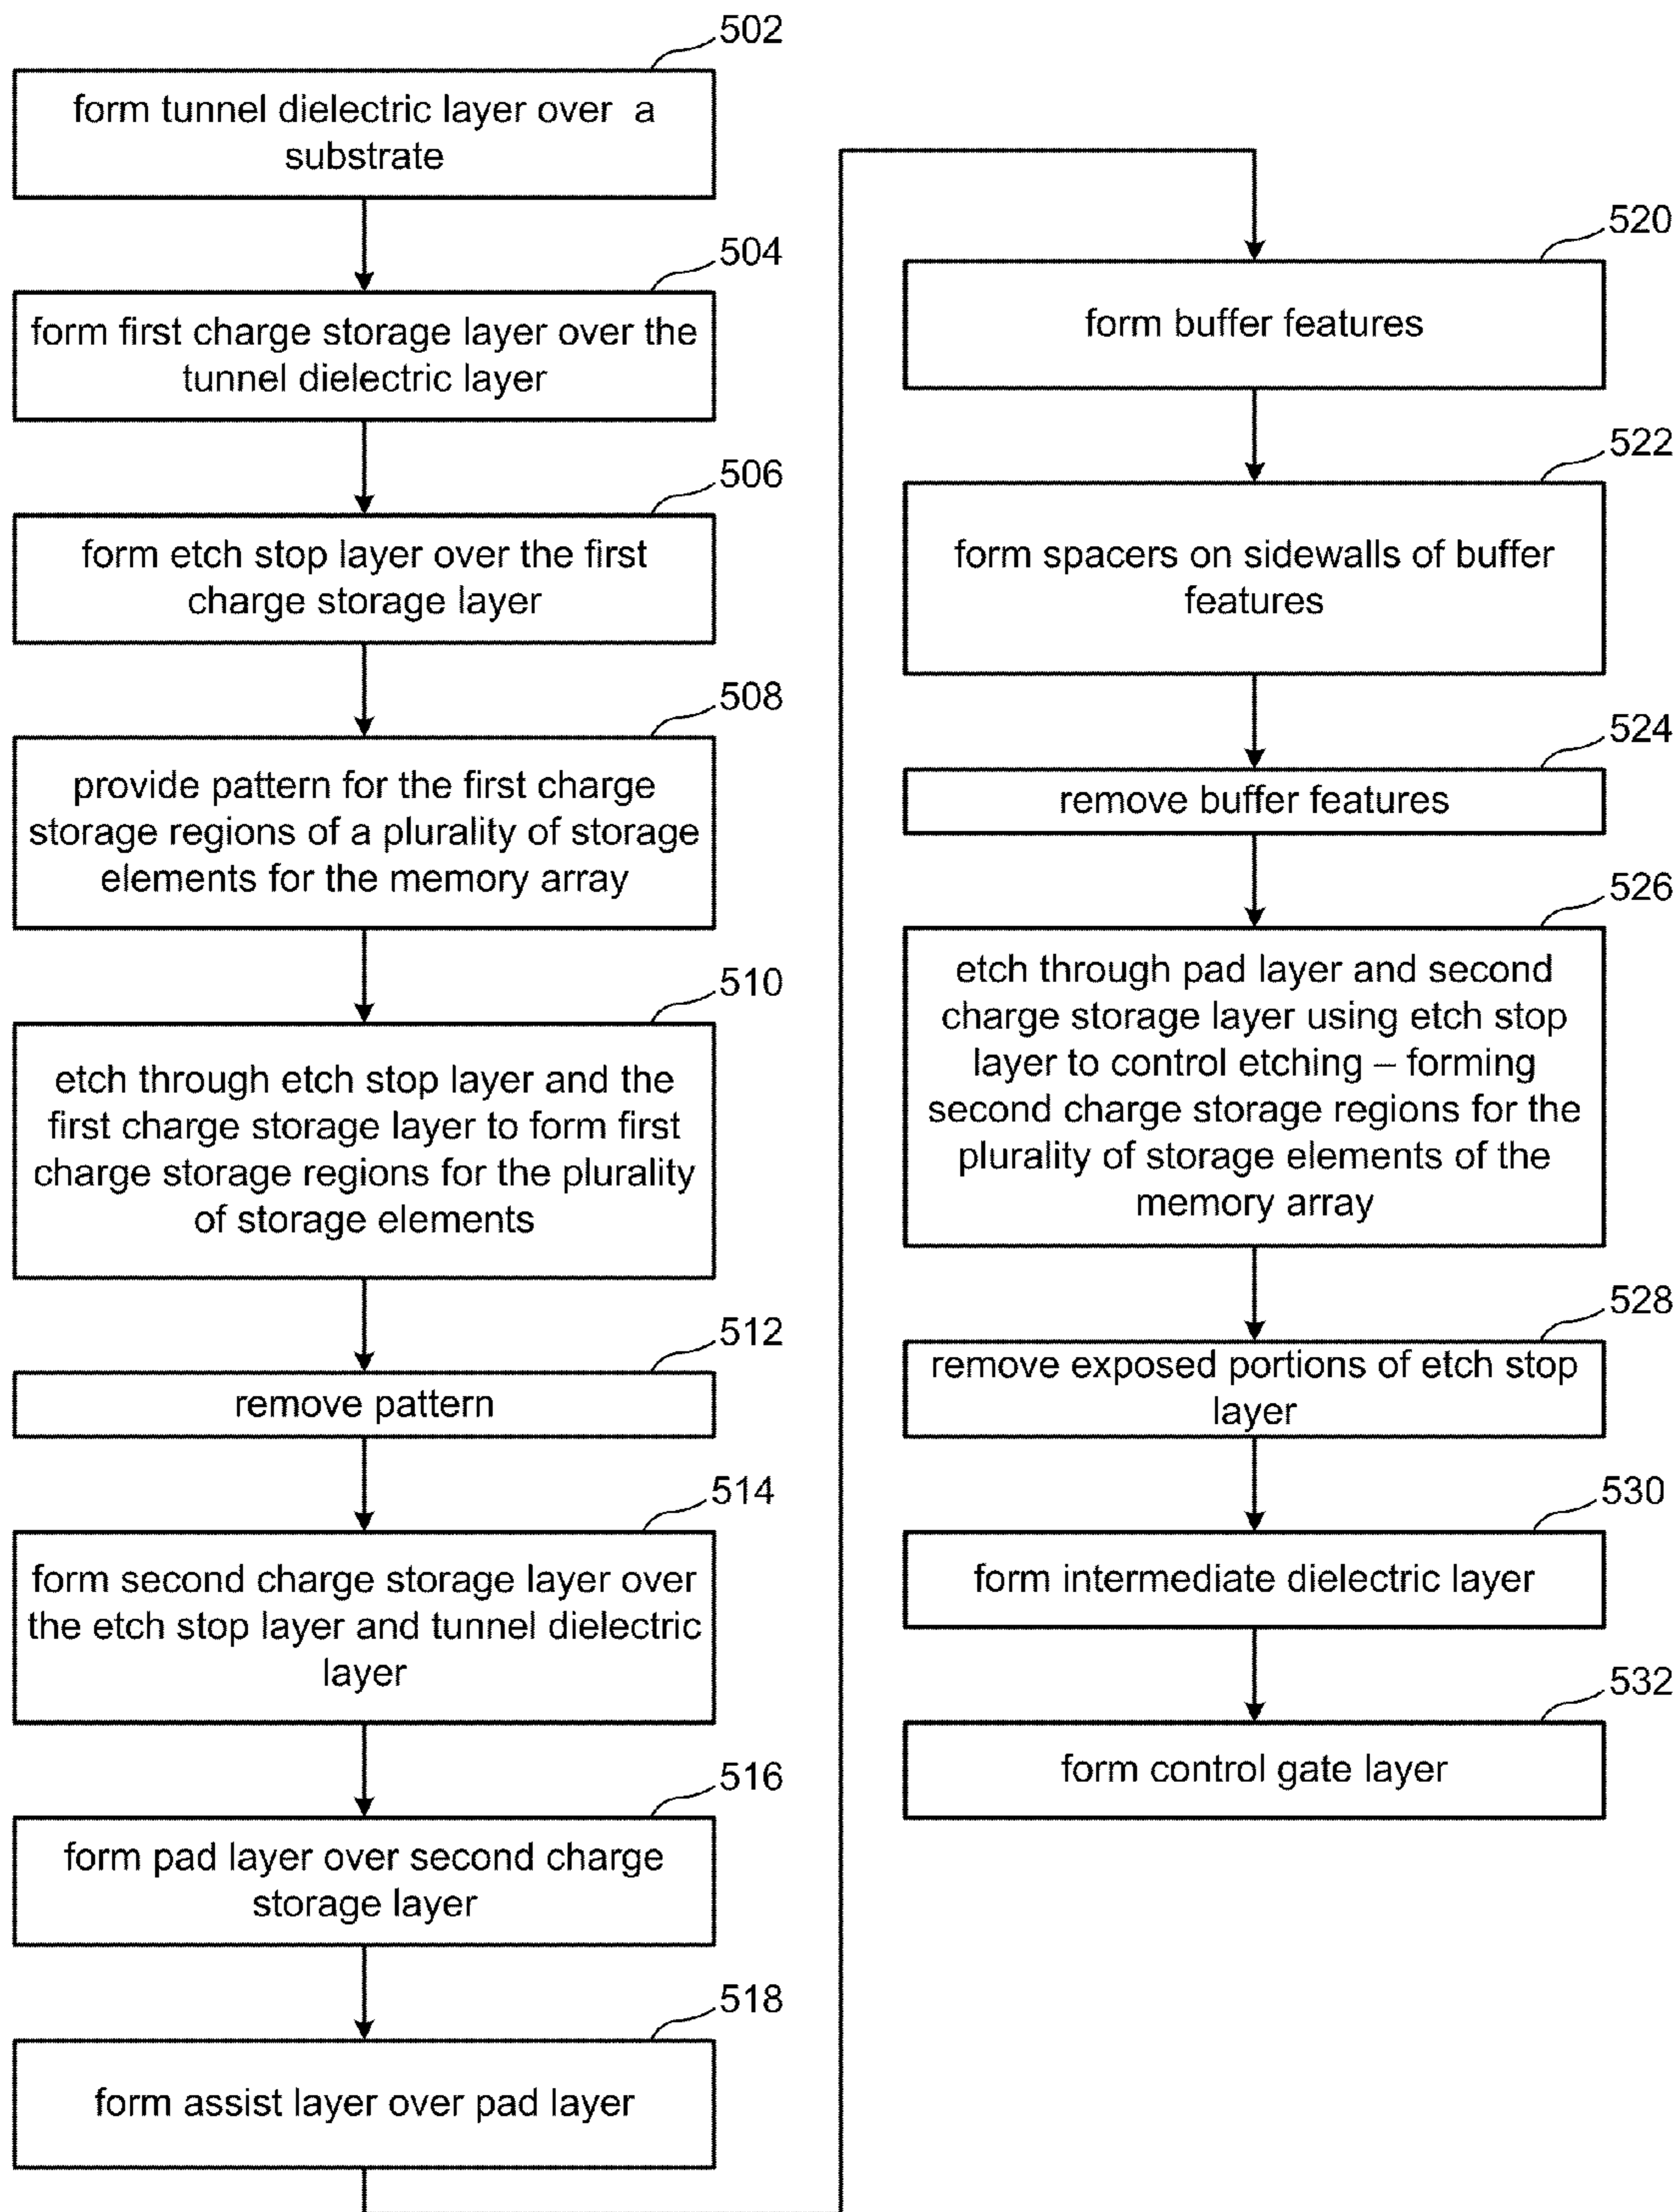 502
form tunnel dielectric layer over a
substrate
504
form first charge storage layer over the
tunnel dielectric layer
506
form etch stop layer over the first
charge storage layer
508
provide pattern for the first charge
storage regions of a plurality of storage
elements for the memory array
510
etch through etch stop layer and the
first charge storage layer to form first
charge storage regions for the plurality
of storage elements
512
remove pattern
514
form second charge storage layer over
the etch stop layer and tunnel dielectric
layer
516
form pad layer over second charge
storage layer
518
form assist layer over pad layer
520
form buffer features
522
form spacers on sidewalls of buffer
features
524
remove buffer features
526
etch through pad layer and second
charge storage layer using etch stop
layer to control etching – forming
second charge storage regions for the
plurality of storage elements of the
memory array
528
remove exposed portions of etch stop
layer
530
form intermediate dielectric layer
532
form control gate layer